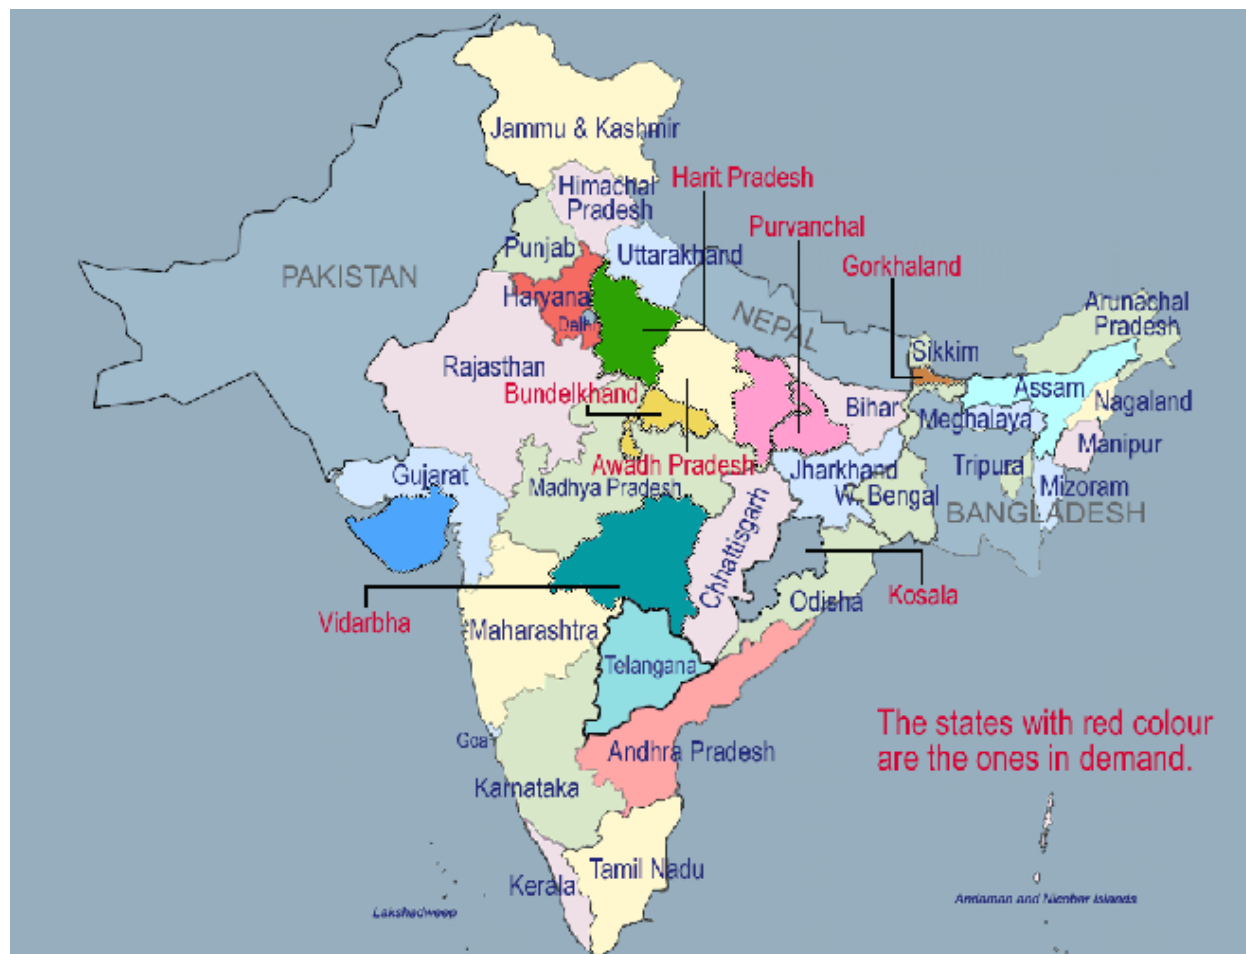 Jammu & Kashmir
Himachal
Pradesh
Harit Pradesh
Punjab
Uttarakhand
Purvanchal
PAKISTAN
Haryana
Delhi
Gorkhaland
NEPAL
Arunachal
Pradesh
Sikkim
Rajasthan
Bundelkhand
Assam
Bihar
Meghalaya
Nagaland
Manipur
Awadh Pradesh
Gujarat
Madhya Pradesh
Jharkhand
W. Bengal
Tripura
Mizoram
BANGLADESH
Chhattisgarh
Vidarbha
Maharashtra
Odisha
Kosala
Telangana
Goa
Andhra Pradesh
The states with red colour
are the ones in demand.
Karnataka
Kerala
Tamil Nadu
Lakshadweep
Andaman and Nicobar Islands